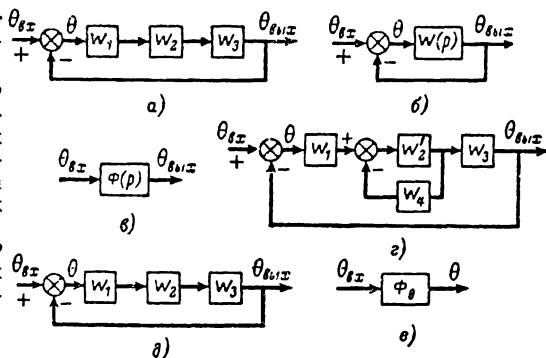 θвх θ W₁ W₂ W₃ θвых
+ −
а)
θвх θ W(p) θвых
+ −
б)
θвх Φ(p) θвых
в)
θвх θ W₁ + W₂′ W₃ θвых
+ − −
W₄
г)
θвх θ W₁ W₂ W₃ θвых
+ −
д)
θвх Φθ θ
е)